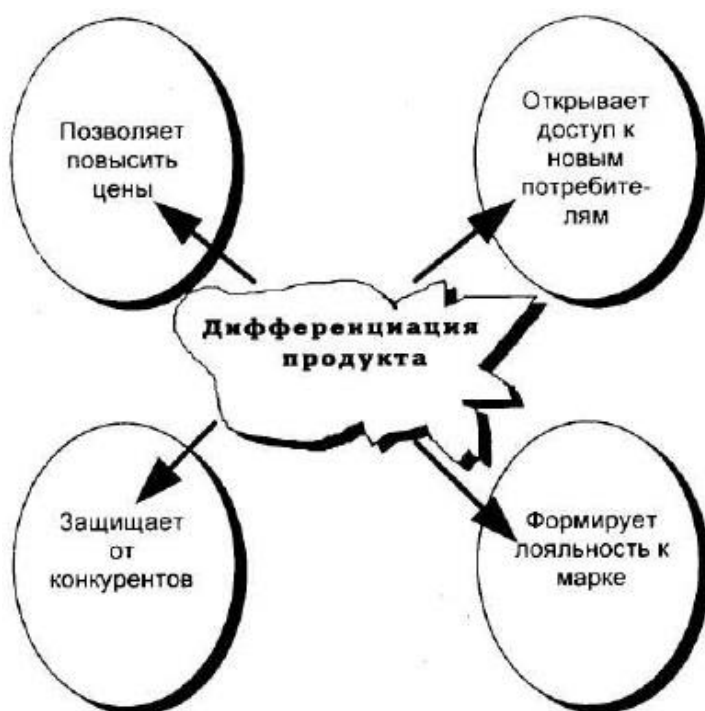 Позволяет
повысить
цены
Открывает
доступ к
новым
потребите-
лям
Дифференциация
продукта
Защищает
от
конкурентов
Формирует
лояльность к
марке